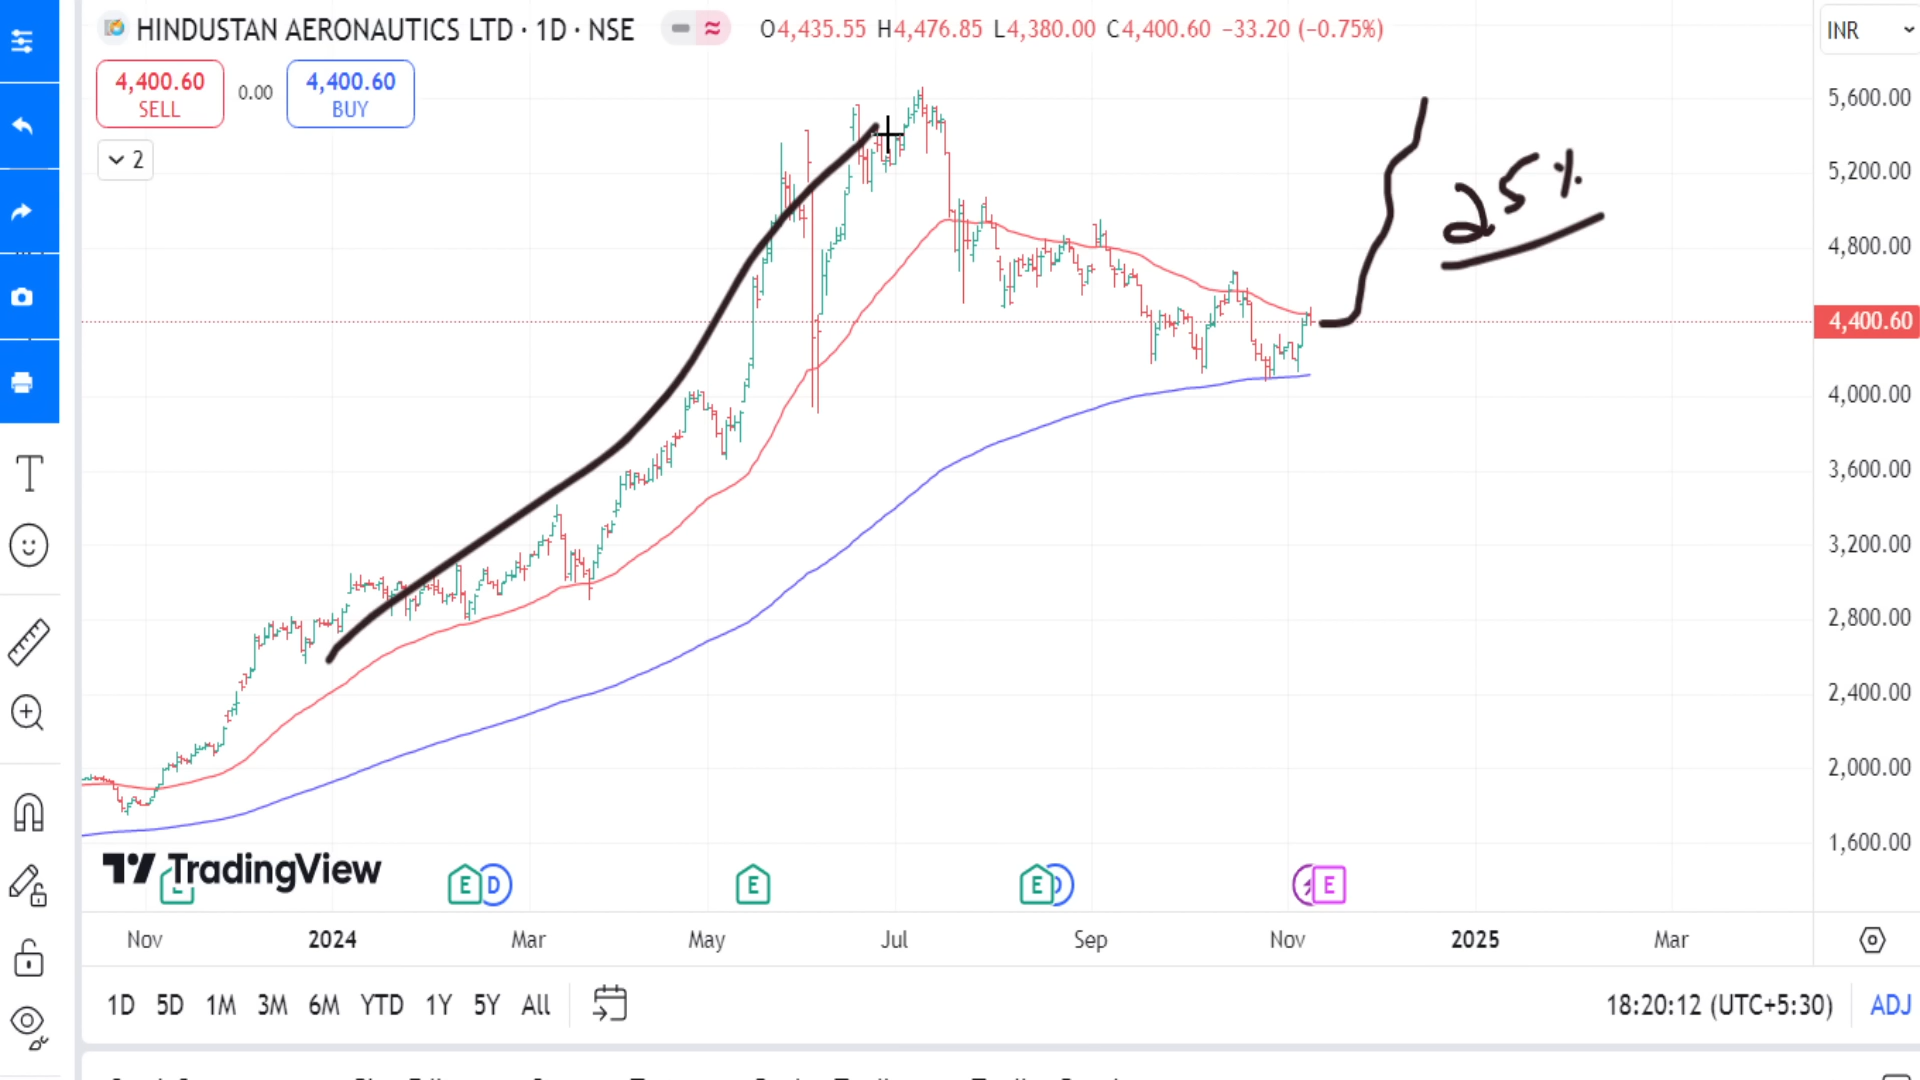 HINDUSTAN AERONAUTICS LTD · 1D · NSE
O4,435.55 H4,476.85 L4,380.00 C4,400.60 −33.20 (−0.75%)
INR
4,400.60
SELL
0.00
4,400.60
BUY
2
5,600.00
25%
5,200.00
4,800.00
4,400.60
4,000.00
3,600.00
3,200.00
2,800.00
2,400.00
2,000.00
1,600.00
TradingView
E D E E D E
Nov 2024 Mar May Jul Sep Nov 2025 Mar
1D 5D 1M 3M 6M YTD 1Y 5Y All
18:20:12 (UTC+5:30) ADJ